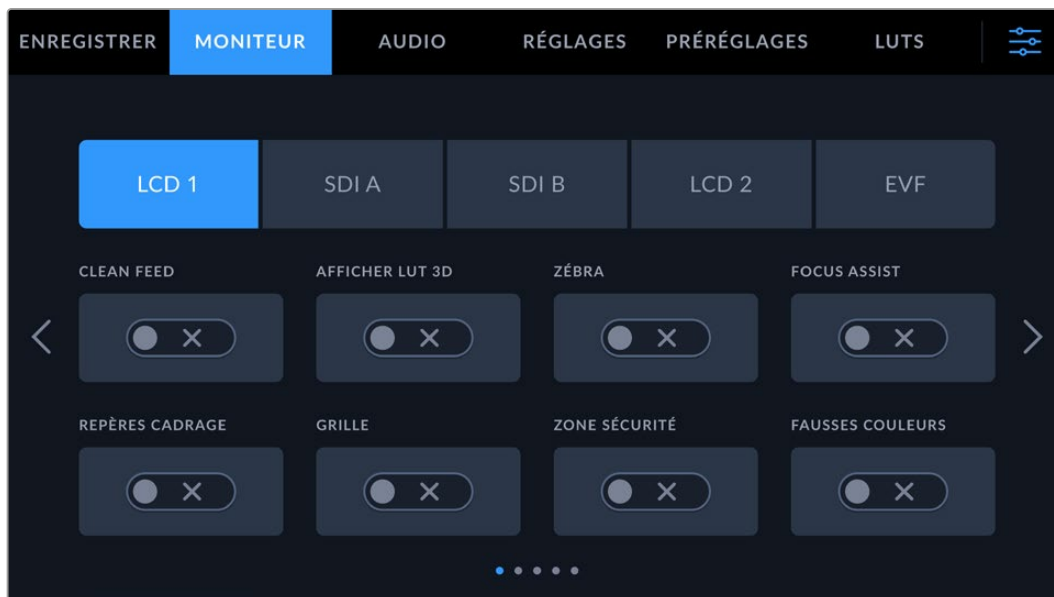 ENREGISTRER MONITEUR AUDIO RÉGLAGES PRÉRÉGLAGES LUTS
LCD 1 SDI A SDI B LCD 2 EVF
CLEAN FEED AFFICHER LUT 3D ZÉBRA FOCUS ASSIST
REPÈRES CADRAGE GRILLE ZONE SÉCURITÉ FAUSSES COULEURS